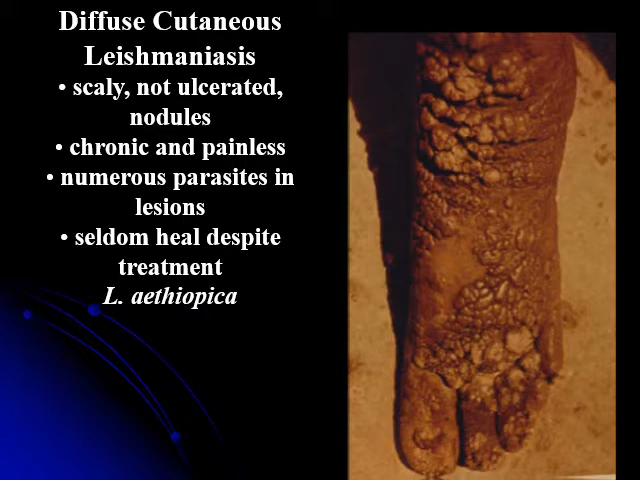 Diffuse Cutaneous
Leishmaniasis
• scaly, not ulcerated,
nodules
• chronic and painless
• numerous parasites in
lesions
• seldom heal despite
treatment
L. aethiopica